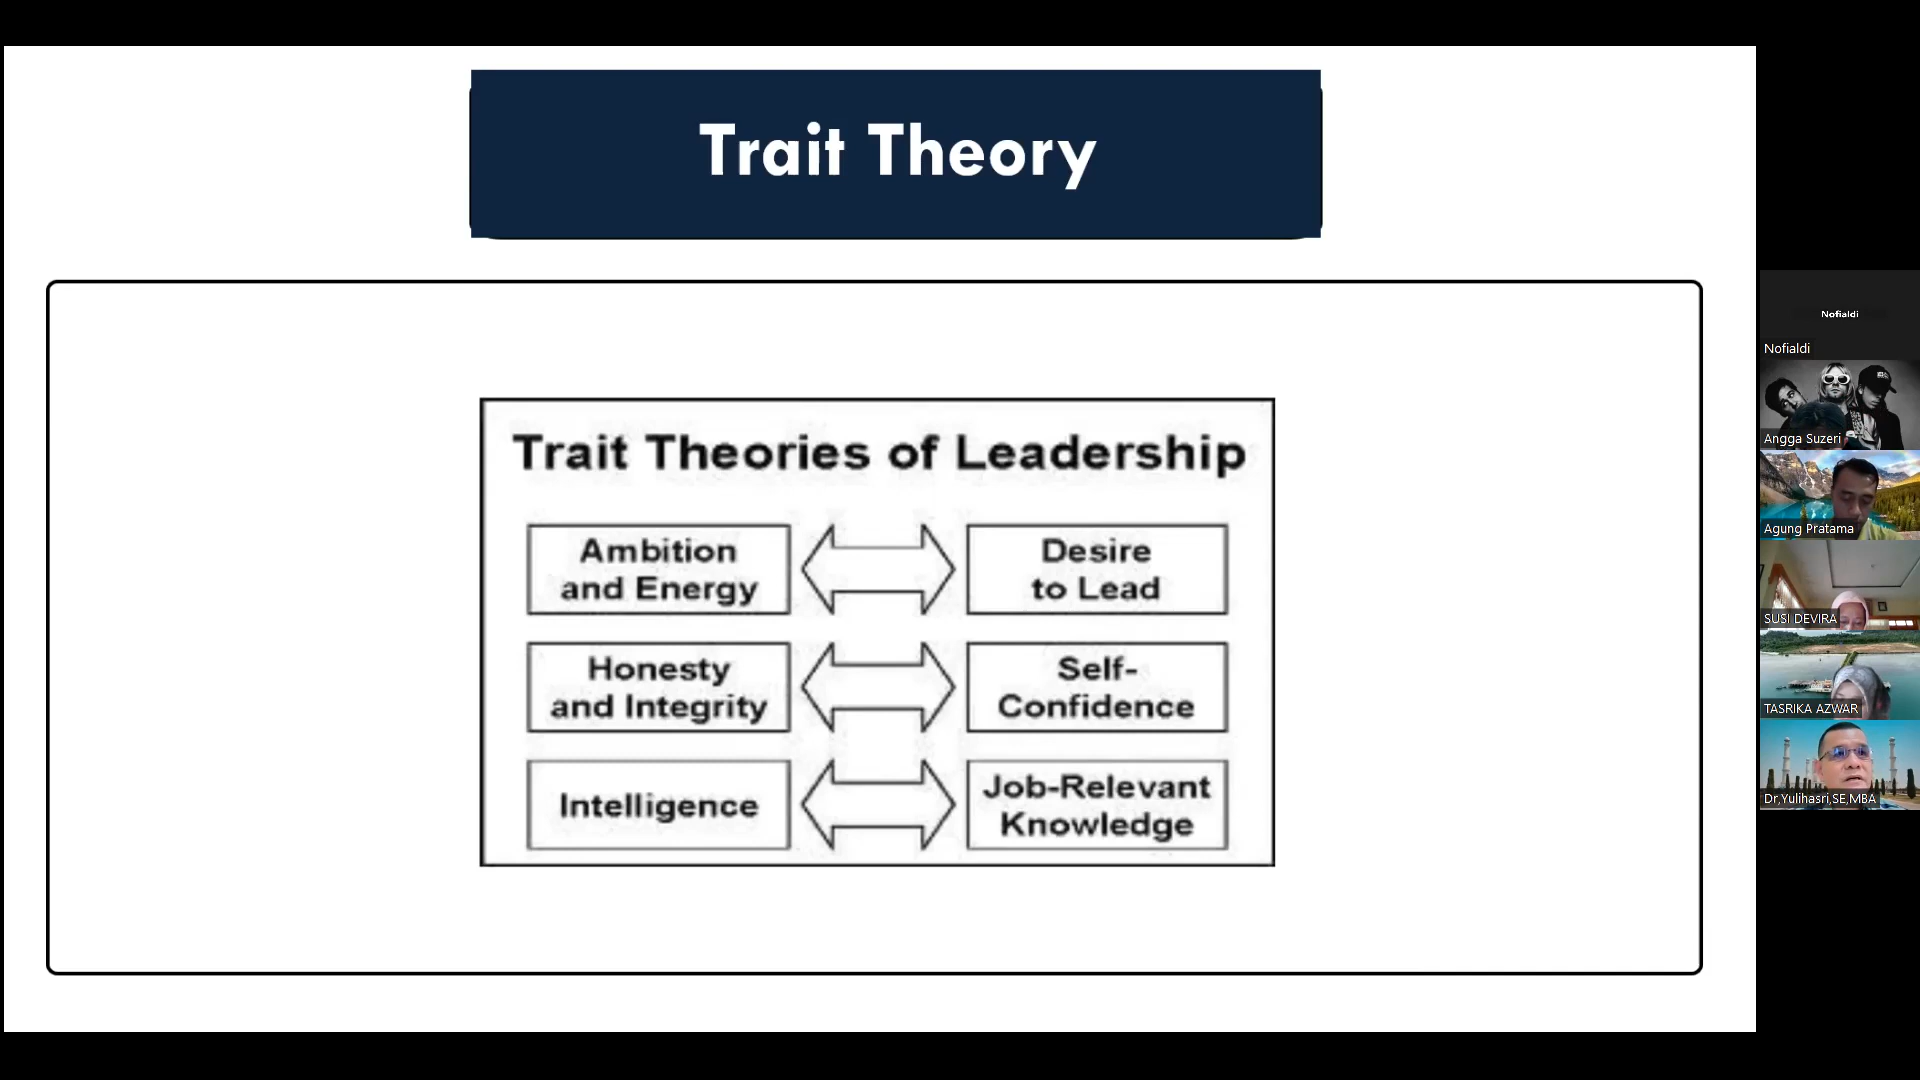 Trait Theory
Trait Theories of Leadership
Ambition
and Energy
Desire
to Lead
Honesty
and Integrity
Self-
Confidence
Intelligence
Job-Relevant
Knowledge
Nofialdi
Nofialdi
Angga Suzeri
Agung Pratama
SUSI DEVIRA
TASRIKA AZWAR
Dr,Yulihasri,SE,MBA